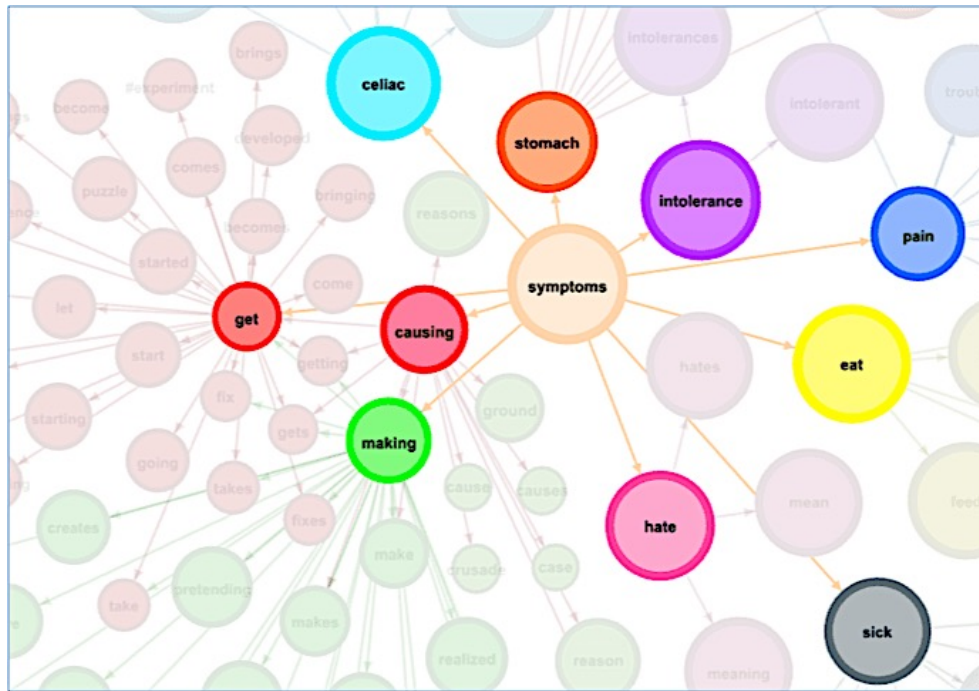 brings
intolerances
celiac
#experiment
become
troub
intolerant
developed
stomach
comes
puzzle
bringing
intolerance
reasons
becomes
pain
started
come
symptoms
let
get
causing
start
getting
hates
eat
fix
starting
ground
gets
making
going
takes
cause
causes
mean
feed
fixes
creates
hate
make
crusade
case
pretending
take
makes
sick
realized
reason
meaning